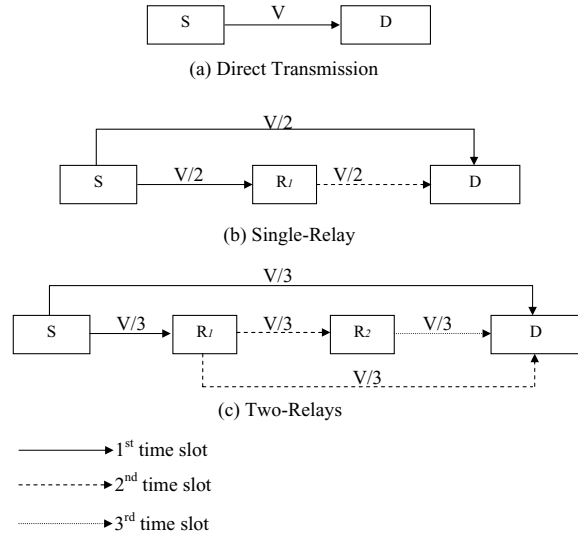 V
S
D
(a) Direct Transmission
V/2
S
V/2
R1
V/2
D
(b) Single-Relay
V/3
S
V/3
R1
V/3
R2
V/3
D
V/3
(c) Two-Relays
1st time slot
2nd time slot
3rd time slot